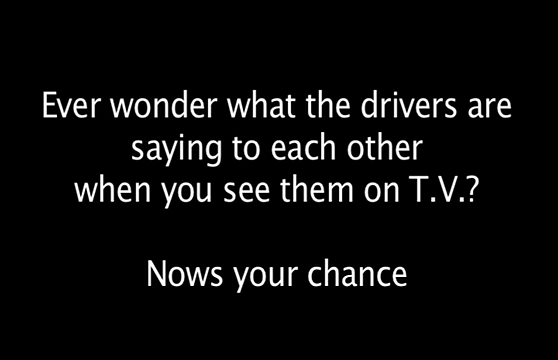 Ever wonder what the drivers are
saying to each other
when you see them on T.V.?
Nows your chance